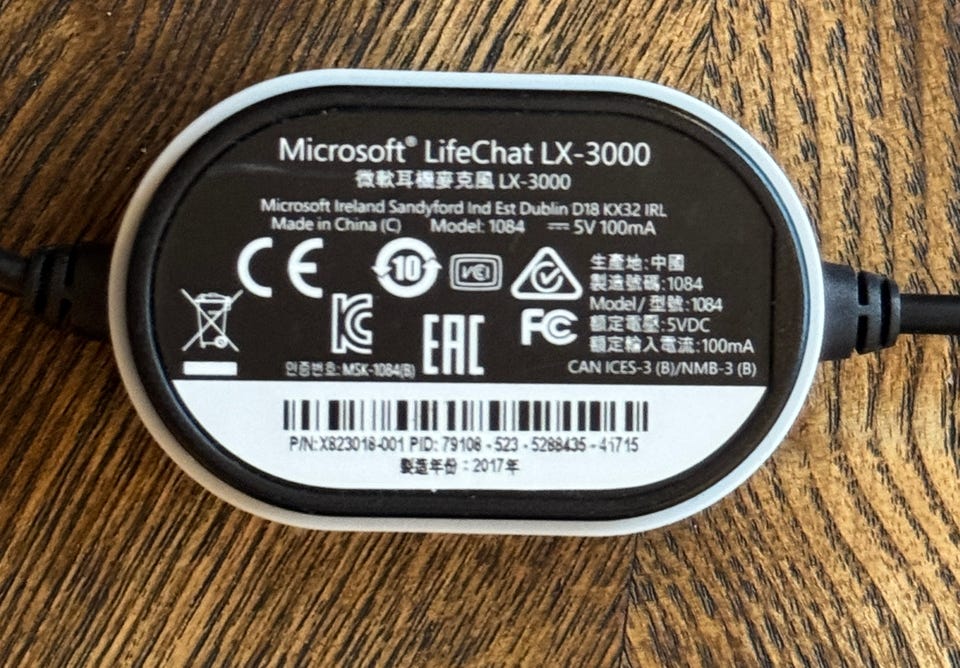 Microsoft® LifeChat LX-3000
微軟耳機麥克風 LX-3000
Microsoft Ireland Sandyford Ind Est Dublin D18 KX32 IRL
Made in China (C) Model: 1084 ⎓ 5V 100mA
CE
10
VCI
生產地:中國
製造號碼:1084
Model/型號:1084
額定電壓:5VDC
額定輸入電流:100mA
KC
EAC
FC
인증번호: MSK-1084(B)
CAN ICES-3 (B)/NMB-3 (B)
P/N:X823018-001 PID: 79108 - 523 - 5288435 - 41715
製造年份:2017年